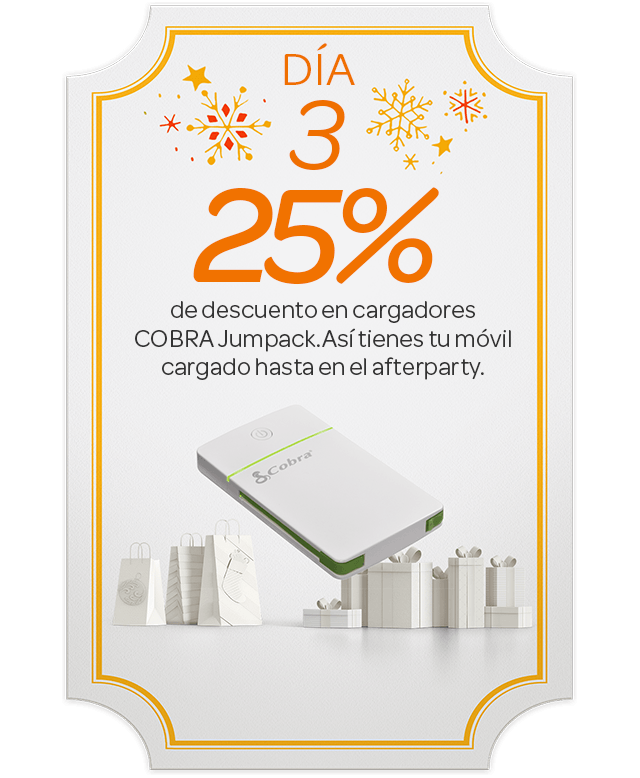 DÍA
3
25%
de descuento en cargadores
COBRA Jumpack.Así tienes tu móvil
cargado hasta en el afterparty.
Cobra